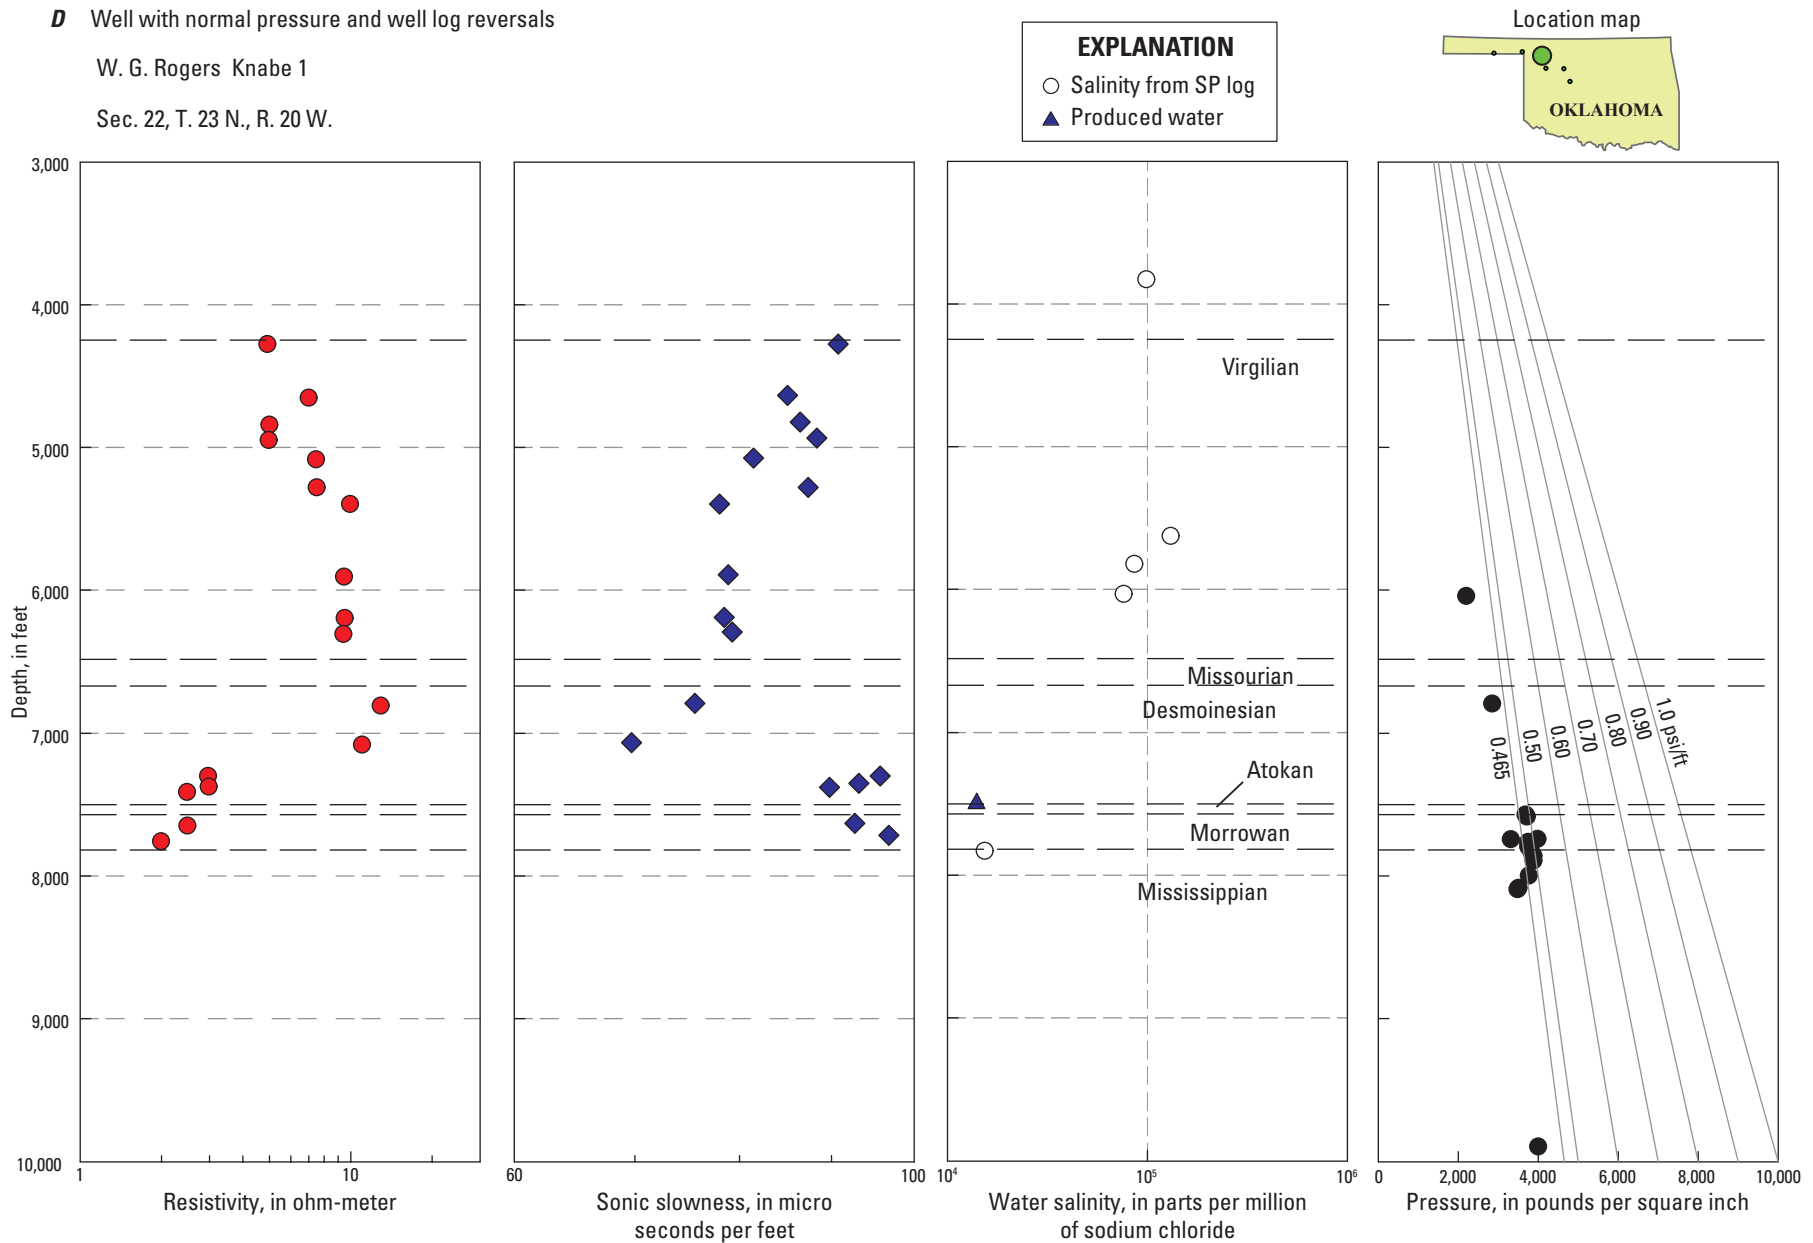 D Well with normal pressure and well log reversals
W. G. Rogers Knabe 1
Sec. 22, T. 23 N., R. 20 W.
EXPLANATION
Salinity from SP log
Produced water
Location map
OKLAHOMA
Depth, in feet
3,000
4,000
5,000
6,000
7,000
8,000
9,000
10,000
1
10
Resistivity, in ohm-meter
60
100
Sonic slowness, in micro
seconds per feet
Virgilian
Missourian
Desmoinesian
Atokan
Morrowan
Mississippian
10⁴
10⁵
10⁶
Water salinity, in parts per million
of sodium chloride
0.465
0.50
0.60
0.70
0.80
0.90
1.0 psi/ft
0
2,000
4,000
6,000
8,000
10,000
Pressure, in pounds per square inch